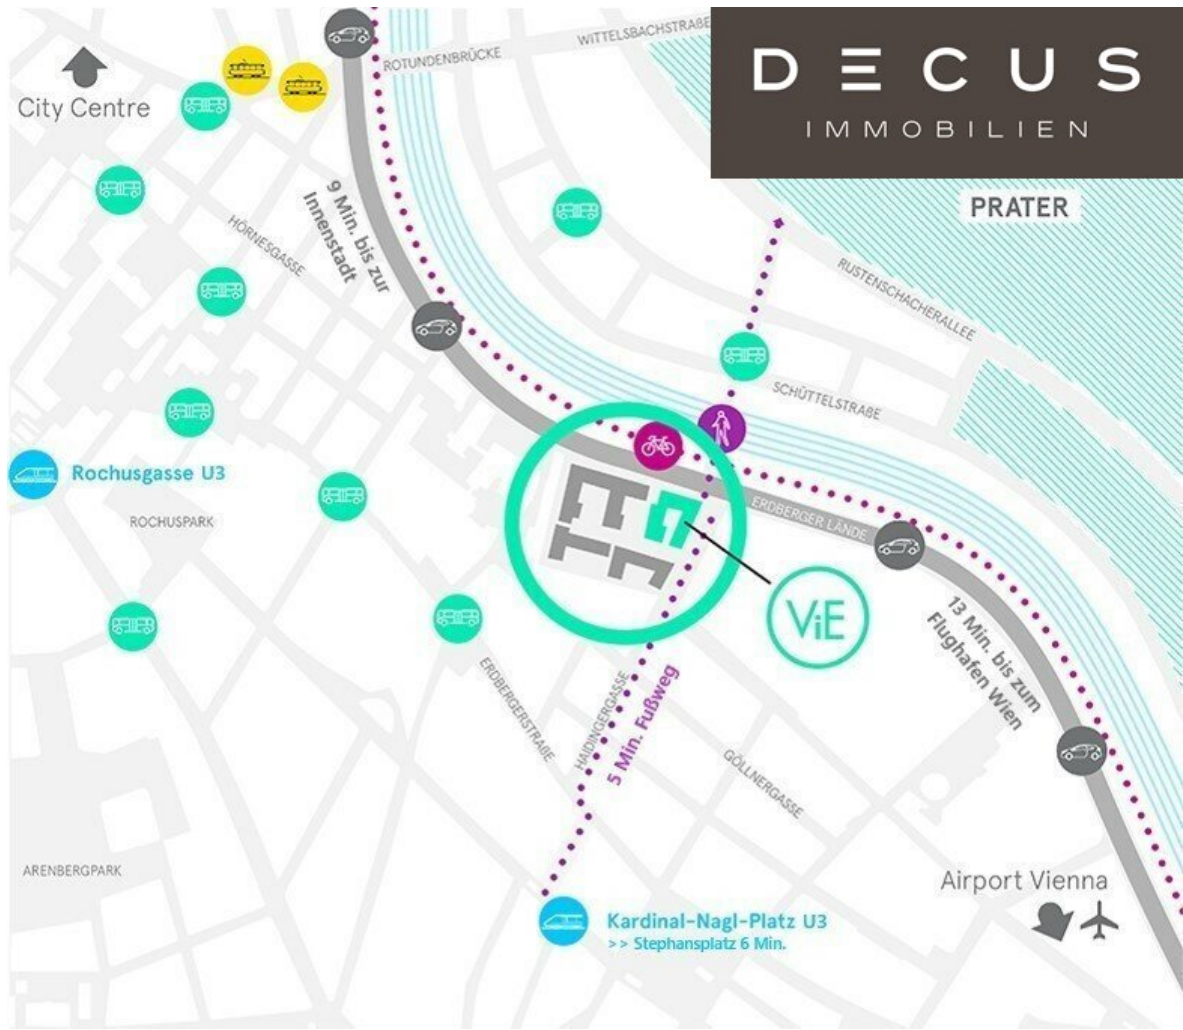 WITTELSBACHSTRAßE
ROTUNDENBRÜCKE
DECUS
IMMOBILIEN
City Centre
PRATER
9 Min. bis zur
Innenstadt
HÖRNESGASSE
RUSTENSCHACHERALLEE
SCHÜTTELSTRAßE
Rochusgasse U3
ROCHUSPARK
ERDBERGER LÄNDE
ViE
13 Min. bis zum
Flughafen Wien
ERDBERGERSTRAßE
HAIDINGERGASSE
5 Min. Fußweg
GÖLLNERGASSE
ARENBERGPARK
Airport Vienna
Kardinal-Nagl-Platz U3
>> Stephansplatz 6 Min.